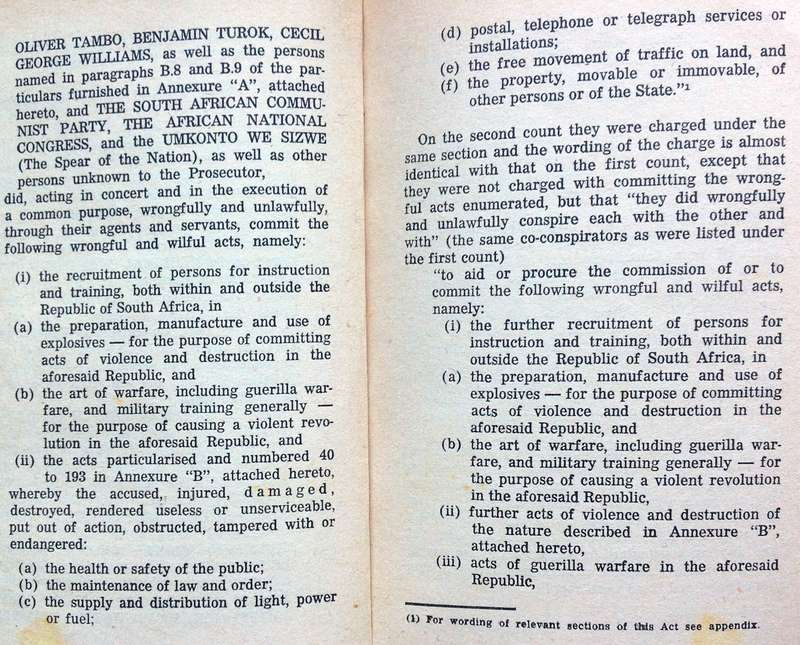 OLIVER TAMBO, BENJAMIN TUROK, CECIL
GEORGE WILLIAMS, as well as the persons
named in paragraphs B.8 and B.9 of the par-
ticulars furnished in Annexure “A”, attached
hereto, and THE SOUTH AFRICAN COMMU-
NIST PARTY, THE AFRICAN NATIONAL
CONGRESS, and the UMKONTO WE SIZWE
(The Spear of the Nation), as well as other
persons unknown to the Prosecutor,
did, acting in concert and in the execution of
a common purpose, wrongfully and unlawfully,
through their agents and servants, commit the
following wrongful and wilful acts, namely:
(i) the recruitment of persons for instruction
and training, both within and outside the
Republic of South Africa, in
(a) the preparation, manufacture and use of
explosives — for the purpose of committing
acts of violence and destruction in the
aforesaid Republic, and
(b) the art of warfare, including guerilla war-
fare, and military training generally —
for the purpose of causing a violent revo-
lution in the aforesaid Republic, and
(ii) the acts particularised and numbered 40
to 193 in Annexure “B”, attached hereto,
whereby the accused, injured, damaged,
destroyed, rendered useless or unserviceable,
put out of action, obstructed, tampered with or
endangered:
(a) the health or safety of the public;
(b) the maintenance of law and order;
(c) the supply and distribution of light, power
or fuel;
(d) postal, telephone or telegraph services or
installations;
(e) the free movement of traffic on land, and
(f) the property, movable or immovable, of
other persons or of the State.”¹
On the second count they were charged under the
same section and the wording of the charge is almost
identical with that on the first count, except that
they were not charged with committing the wrong-
ful acts enumerated, but that “they did wrongfully
and unlawfully conspire each with the other and
with” (the same co-conspirators as were listed under
the first count)
“to aid or procure the commission of or to
commit the following wrongful and wilful acts,
namely:
(i) the further recruitment of persons for
instruction and training, both within and
outside the Republic of South Africa, in
(a) the preparation, manufacture and use of
explosives — for the purpose of committing
acts of violence and destruction in the
aforesaid Republic, and
(b) the art of warfare, including guerilla war-
fare, and military training generally — for
the purpose of causing a violent revolution
in the aforesaid Republic,
(ii) further acts of violence and destruction of
the nature described in Annexure “B”,
attached hereto,
(iii) acts of guerilla warfare in the aforesaid
Republic,
(1) For wording of relevant sections of this Act see appendix.